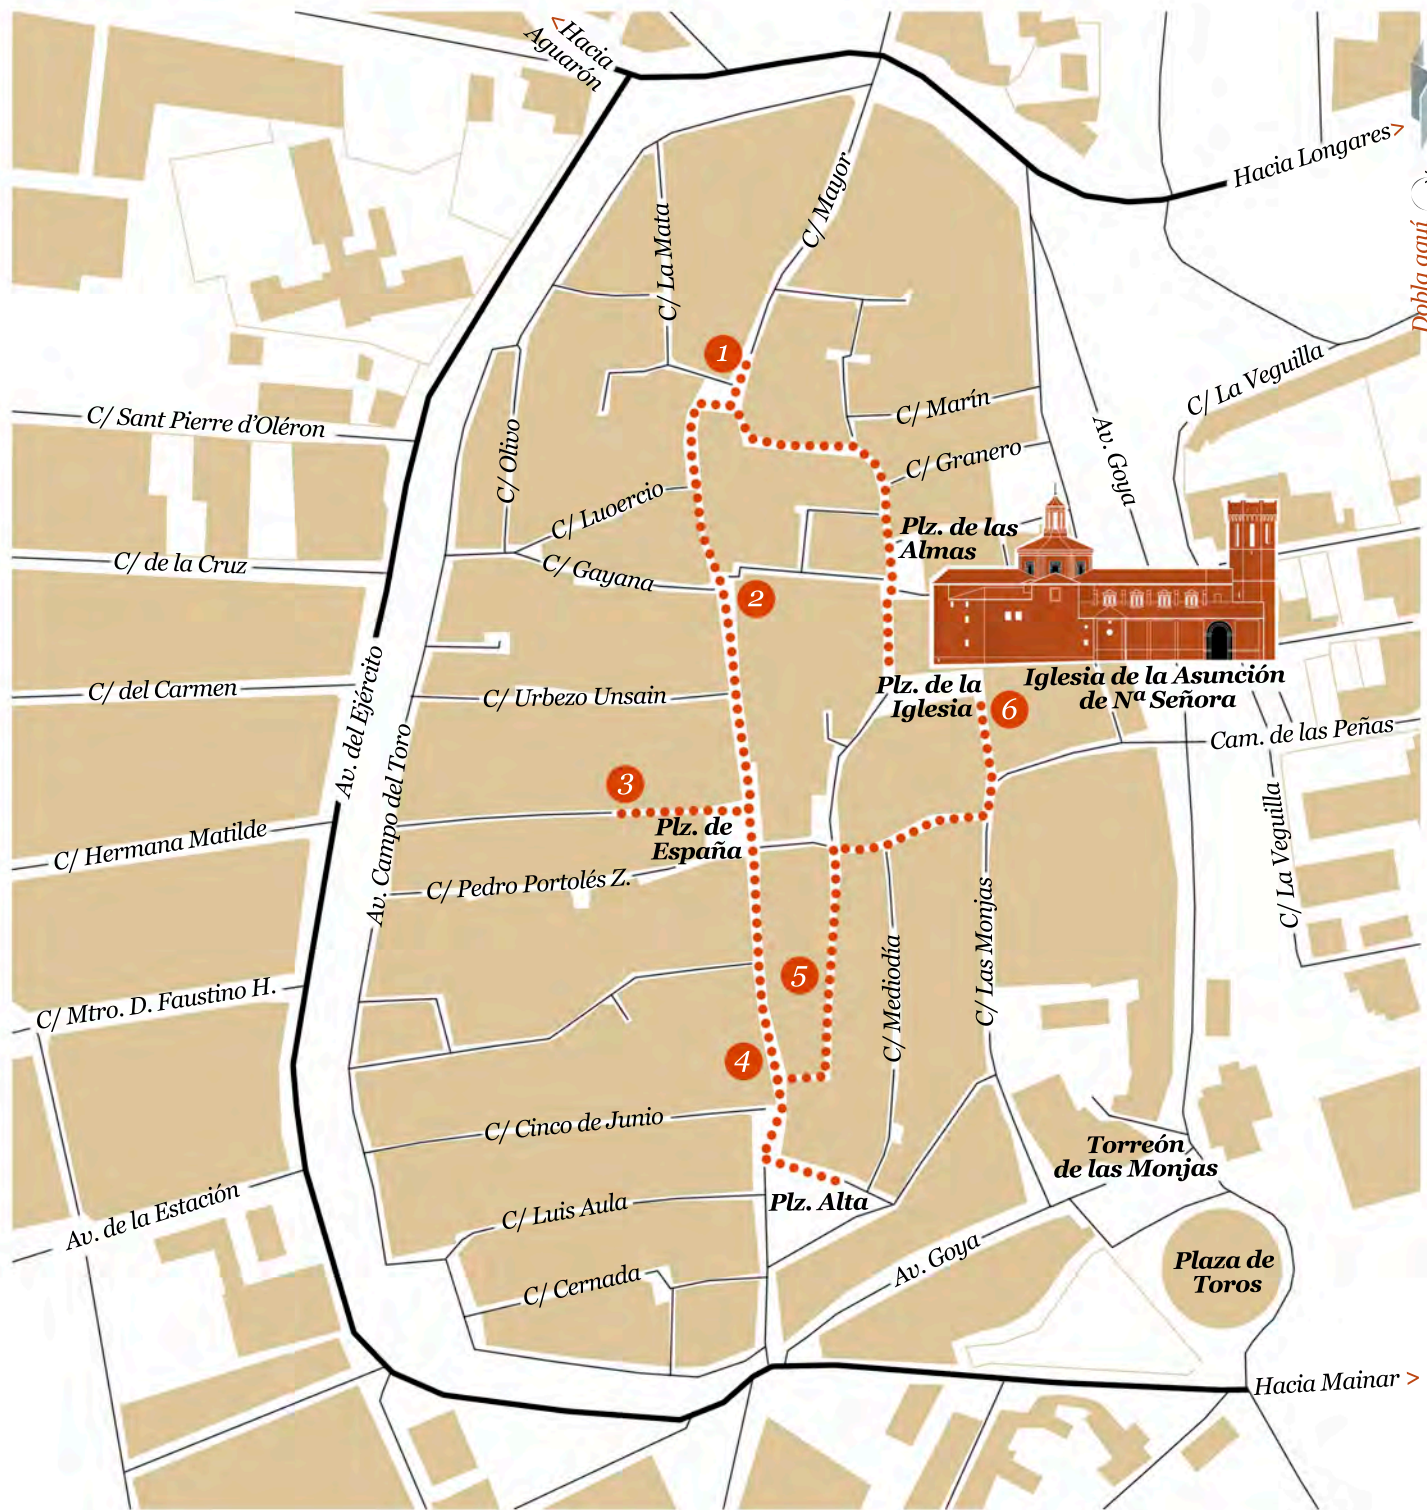 <Hacia
Aguarón
Hacia Longares>
Dobla aquí
C/ Mayor
C/ La Mata
1
C/ La Veguilla
C/ Sant Pierre d'Oléron
C/ Marín
Av. Goya
C/ Olivo
C/ Granero
C/ Luoercio
Plz. de las
Almas
C/ de la Cruz
C/ Gayana
2
C/ del Carmen
C/ Urbezo Unsain
Plz. de la
Iglesia
6
Iglesia de la Asunción
de Nª Señora
Cam. de las Peñas
Av. del Ejército
Av. Campo del Toro
3
Plz. de
España
C/ Hermana Matilde
C/ Pedro Portolés Z.
C/ La Veguilla
C/ Las Monjas
C/ Mediodía
5
C/ Mtro. D. Faustino H.
4
C/ Cinco de Junio
Torreón
de las Monjas
Av. de la Estación
C/ Luis Aula
Plz. Alta
Av. Goya
Plaza de
Toros
C/ Cernada
Hacia Mainar >